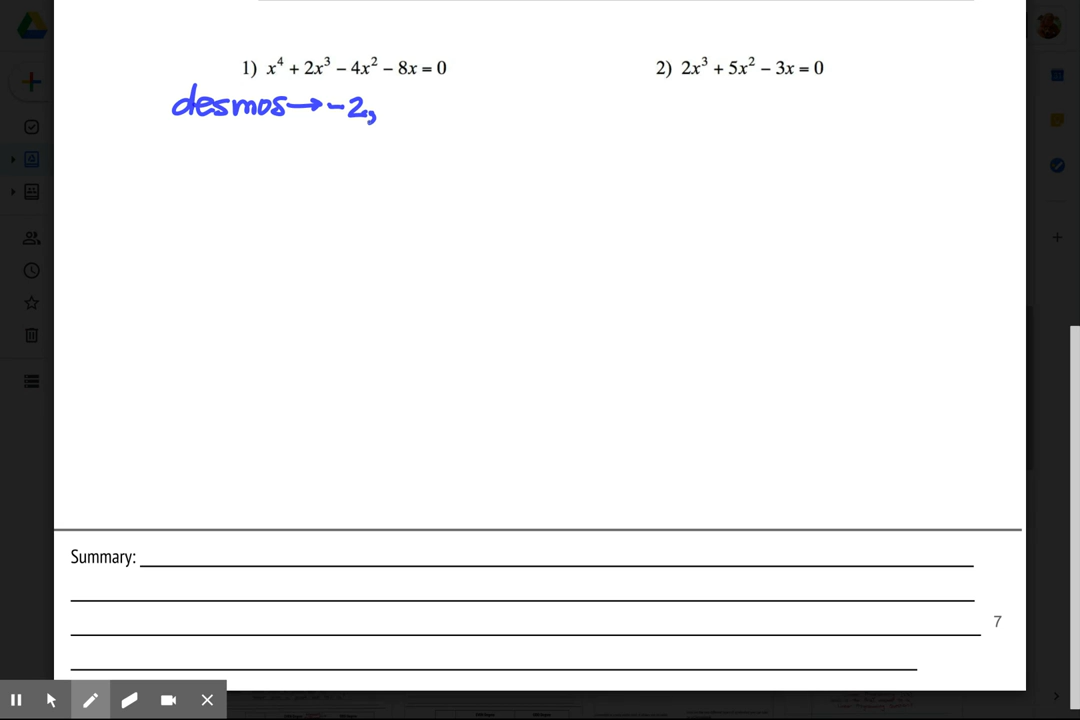 1) x⁴ + 2x³ − 4x² − 8x = 0
2) 2x³ + 5x² − 3x = 0
desmos→ -2,
Summary:
7